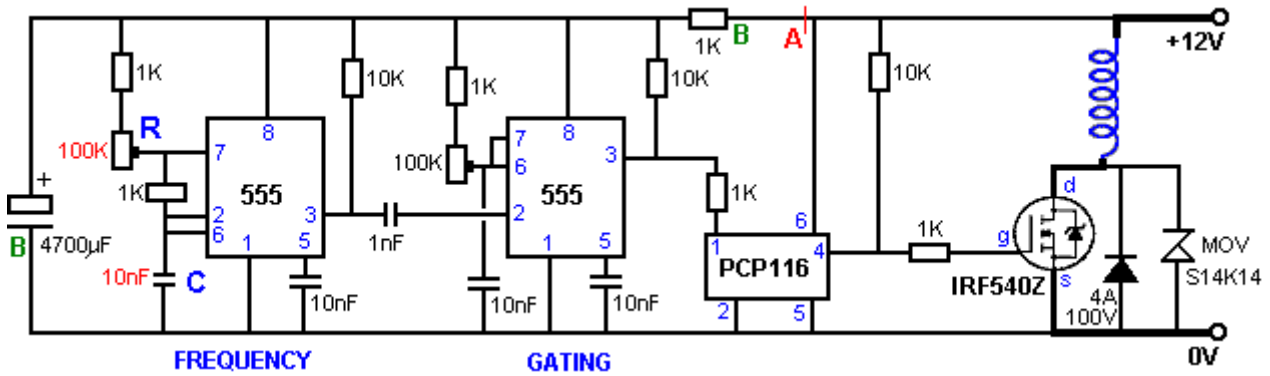 1K
B
A
+12V
1K
10K
1K
10K
10K
R
100K
7
8
555
1K
2
6
3
1
5
10nF
C
10nF
+
B
4700µF
1nF
100K
7
6
8
3
555
2
1
5
10nF
10nF
1K
1
6
4
PCP116
2
5
1K
g
d
s
IRF540Z
4A
100V
MOV
S14K14
FREQUENCY
GATING
0V